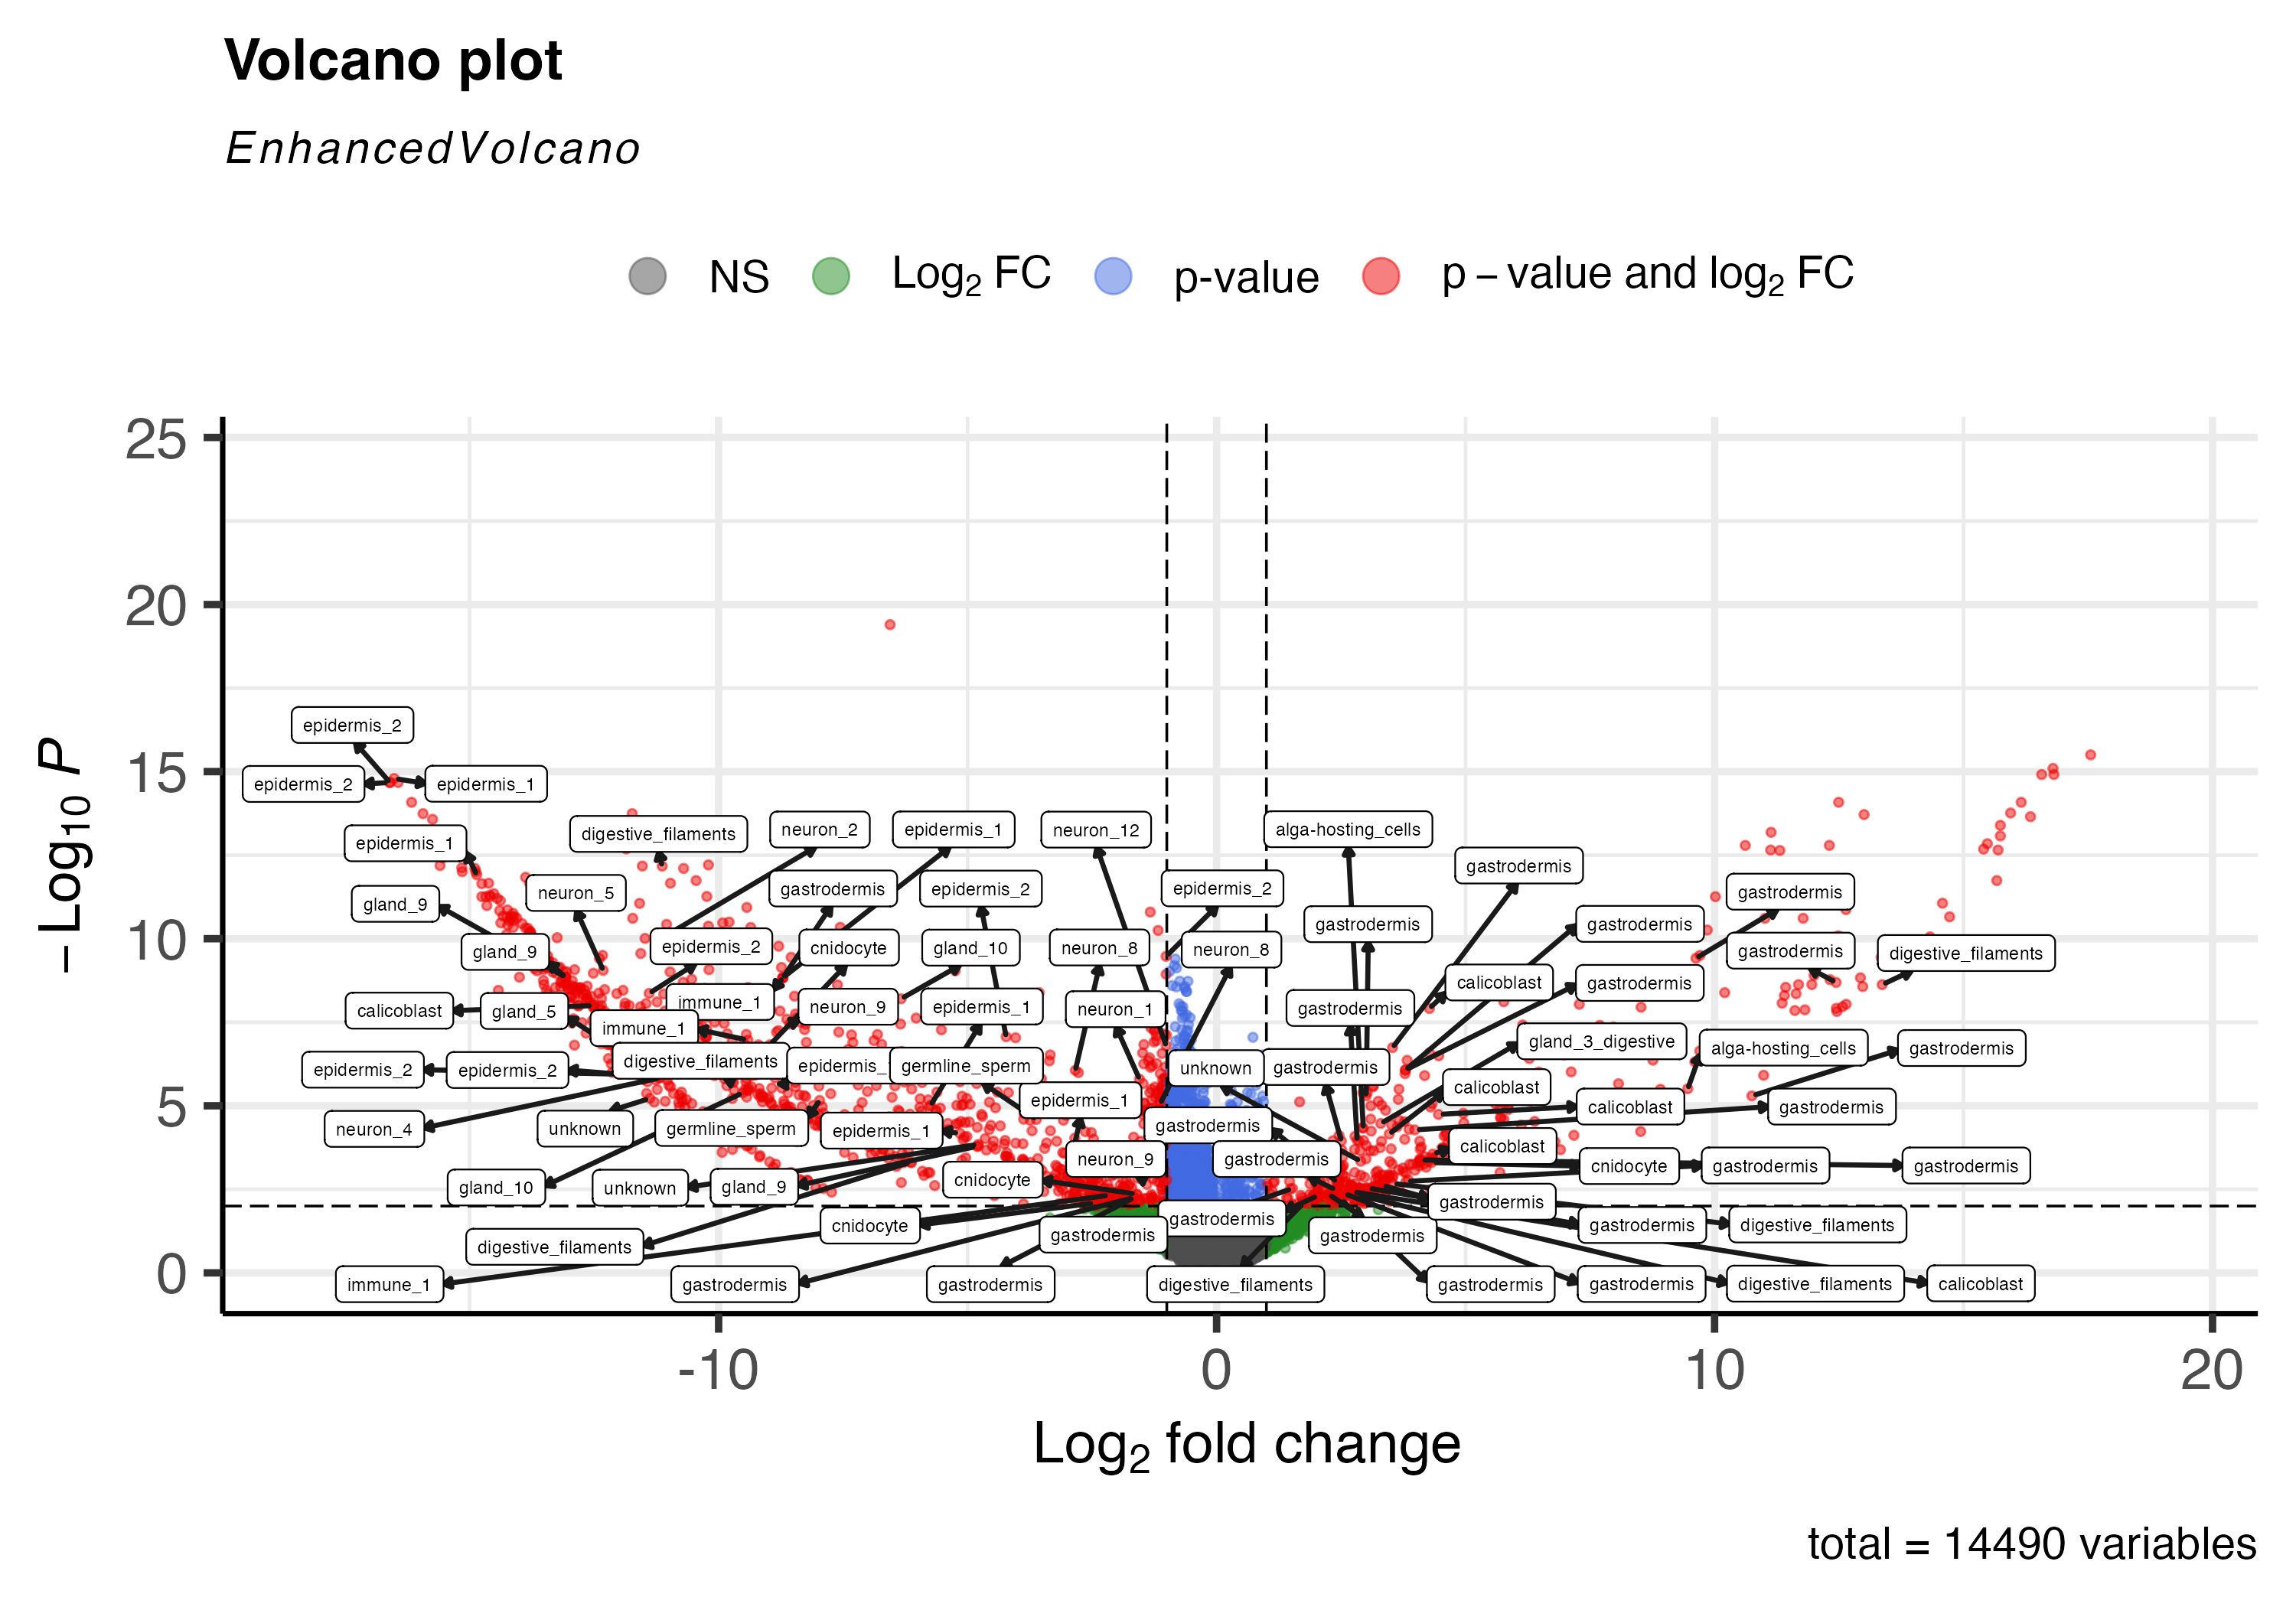 Volcano plot
EnhancedVolcano
NS Log2 FC p-value p – value and log2 FC
– Log10 P
25
20
15
10
5
0
epidermis_2
epidermis_2 epidermis_1
epidermis_1 digestive_filaments neuron_2 epidermis_1 neuron_12 alga-hosting_cells
gastrodermis
gland_9 neuron_5 gastrodermis epidermis_2 epidermis_2 gastrodermis
gastrodermis gastrodermis
gland_9 epidermis_2 cnidocyte gland_10 neuron_8 neuron_8 gastrodermis digestive_filaments
calicoblast gastrodermis
calicoblast gland_5 immune_1 neuron_9 epidermis_1 neuron_1 gastrodermis
immune_1 gland_3_digestive alga-hosting_cells gastrodermis
epidermis_2 epidermis_2 digestive_filaments epidermis_ germline_sperm unknown gastrodermis
calicoblast
epidermis_1 calicoblast gastrodermis
neuron_4 unknown germline_sperm epidermis_1 gastrodermis
calicoblast
neuron_9 gastrodermis cnidocyte gastrodermis gastrodermis
gland_10 unknown gland_9 cnidocyte
gastrodermis
cnidocyte gastrodermis gastrodermis digestive_filaments
digestive_filaments gastrodermis gastrodermis
immune_1 gastrodermis gastrodermis digestive_filaments gastrodermis gastrodermis digestive_filaments calicoblast
-10 0 10 20
Log2 fold change
total = 14490 variables